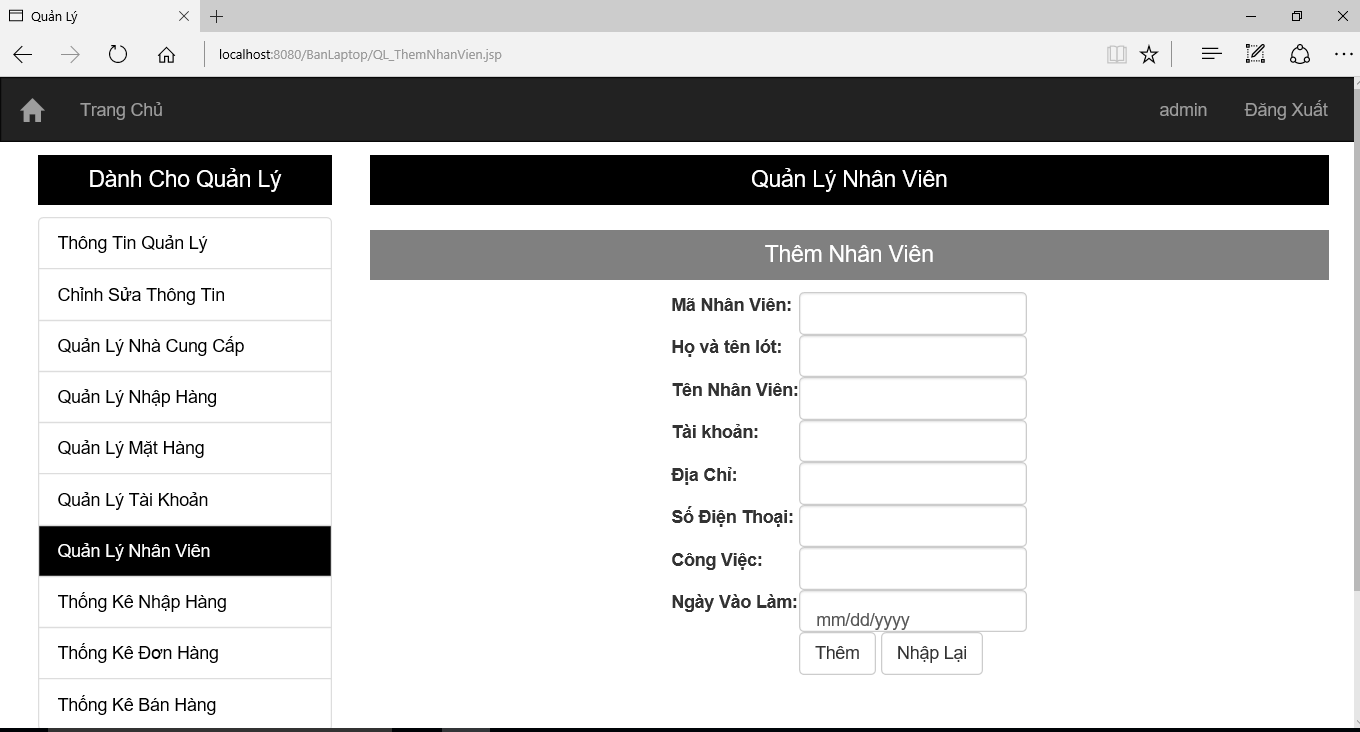 Quản Lý
localhost:8080/BanLaptop/QL_ThemNhanVien.jsp
Trang Chủ
admin
Đăng Xuất
Dành Cho Quản Lý
Thông Tin Quản Lý
Chỉnh Sửa Thông Tin
Quản Lý Nhà Cung Cấp
Quản Lý Nhập Hàng
Quản Lý Mặt Hàng
Quản Lý Tài Khoản
Quản Lý Nhân Viên
Thống Kê Nhập Hàng
Thống Kê Đơn Hàng
Thống Kê Bán Hàng
Quản Lý Nhân Viên
Thêm Nhân Viên
Mã Nhân Viên:
Họ và tên lót:
Tên Nhân Viên:
Tài khoản:
Địa Chỉ:
Số Điện Thoại:
Công Việc:
Ngày Vào Làm: mm/dd/yyyy
Thêm Nhập Lại